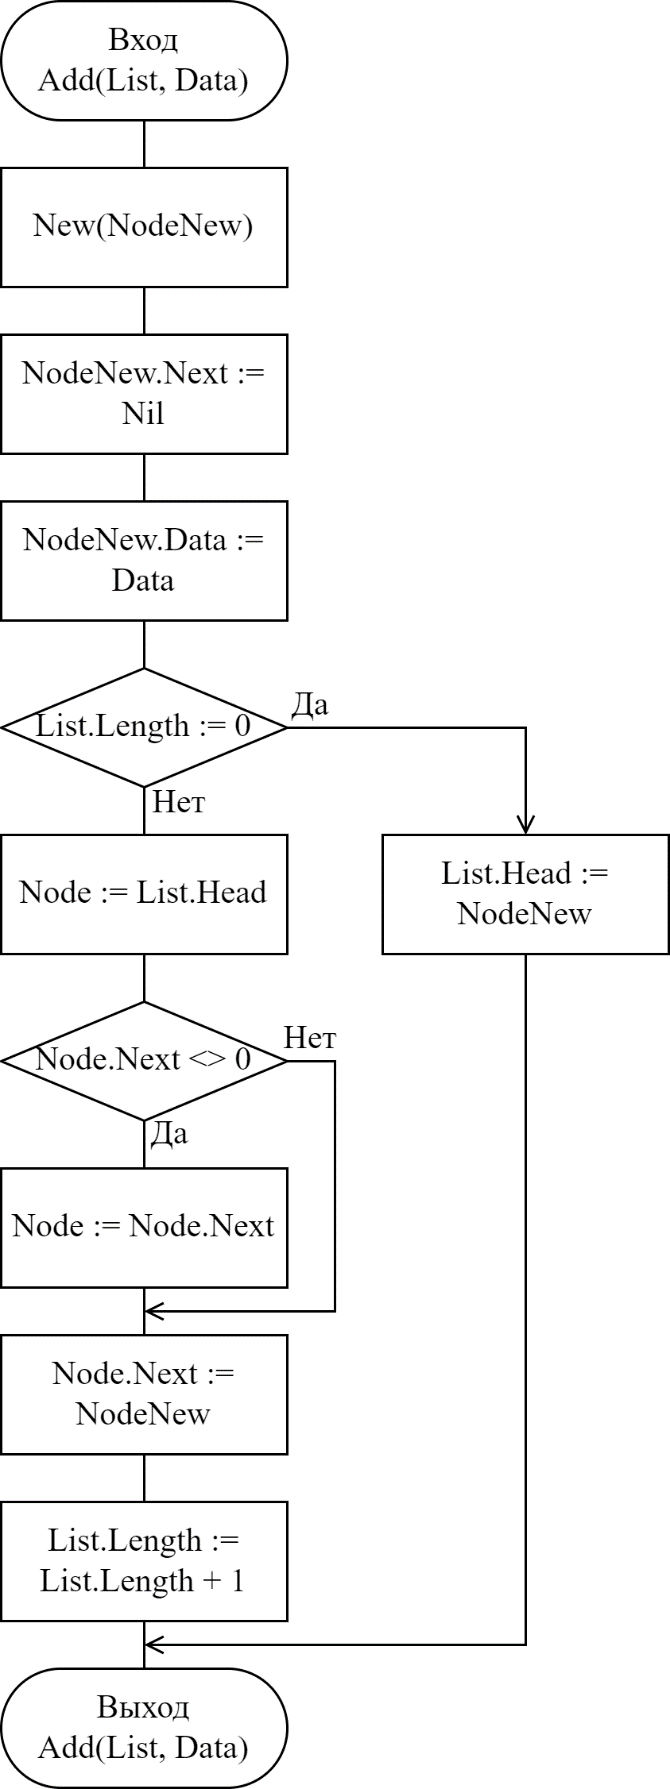 Вход
Add(List, Data)
New(NodeNew)
NodeNew.Next :=
Nil
NodeNew.Data :=
Data
List.Length := 0
Да
Нет
Node := List.Head
List.Head :=
NodeNew
Node.Next <> 0
Нет
Да
Node := Node.Next
Node.Next :=
NodeNew
List.Length :=
List.Length + 1
Выход
Add(List, Data)